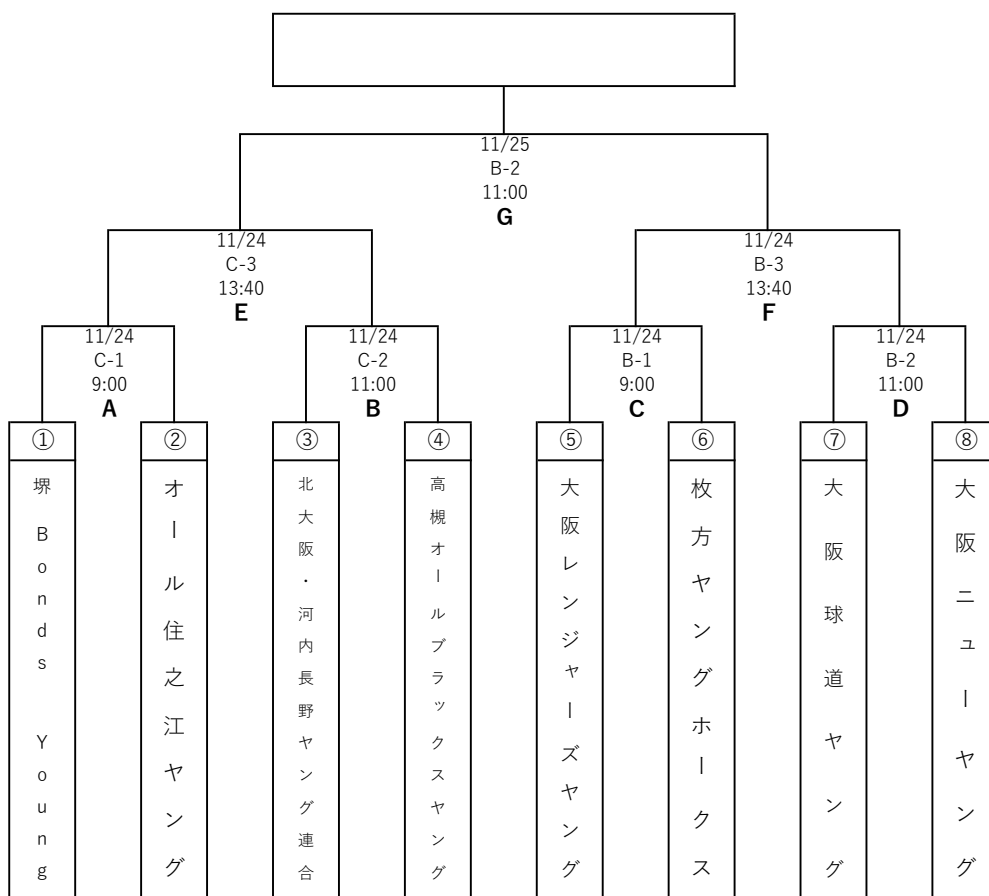 11/25
B-2
11:00
G
11/24
C-3
13:40
E
11/24
B-3
13:40
F
11/24
C-1
9:00
A
11/24
C-2
11:00
B
11/24
B-1
9:00
C
11/24
B-2
11:00
D
①
堺 Bonds Young
②
オール住之江ヤング
③
北大阪・河内長野ヤング連合
④
高槻オールブラックスヤング
⑤
大阪レンジャーズヤング
⑥
枚方ヤングホークス
⑦
大阪球道ヤング
⑧
大阪ニューヤング